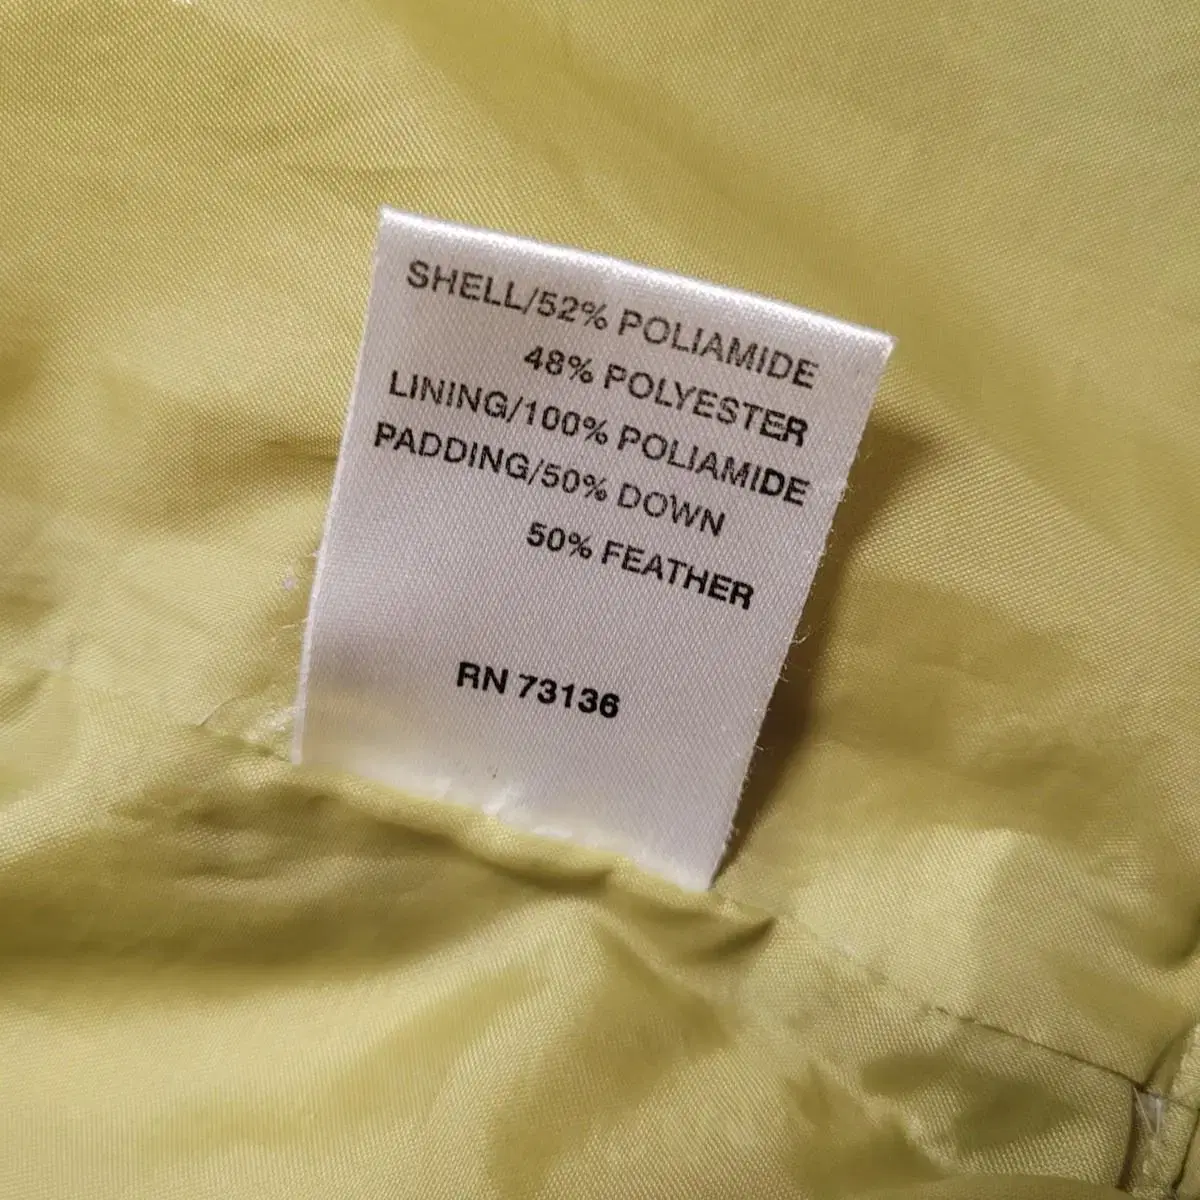 SHELL/52% POLIAMIDE
48% POLYESTER
LINING/100% POLIAMIDE
PADDING/50% DOWN
50% FEATHER
RN 73136